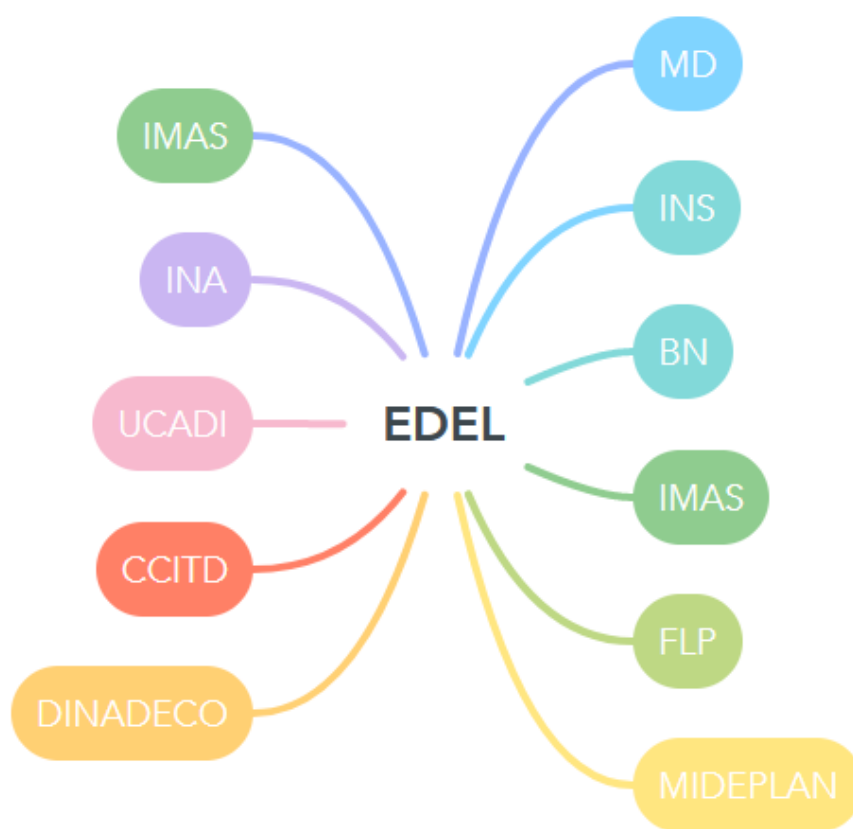 MD
IMAS
INS
INA
BN
UCADI
EDEL
IMAS
CCITD
FLP
DINADECO
MIDEPLAN